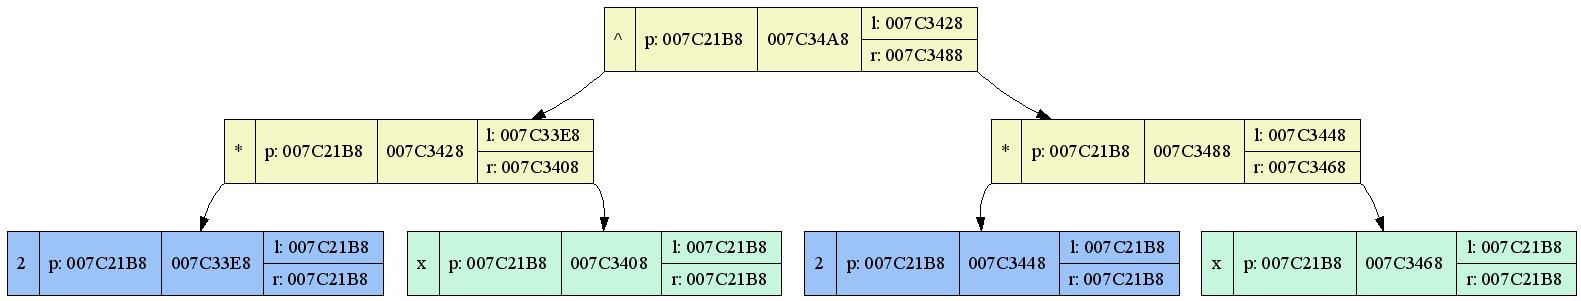 ^ p: 007C21B8 007C34A8 l: 007C3428
r: 007C3488
* p: 007C21B8 007C3428 l: 007C33E8
r: 007C3408
* p: 007C21B8 007C3488 l: 007C3448
r: 007C3468
2 p: 007C21B8 007C33E8 l: 007C21B8
r: 007C21B8
x p: 007C21B8 007C3408 l: 007C21B8
r: 007C21B8
2 p: 007C21B8 007C3448 l: 007C21B8
r: 007C21B8
x p: 007C21B8 007C3468 l: 007C21B8
r: 007C21B8